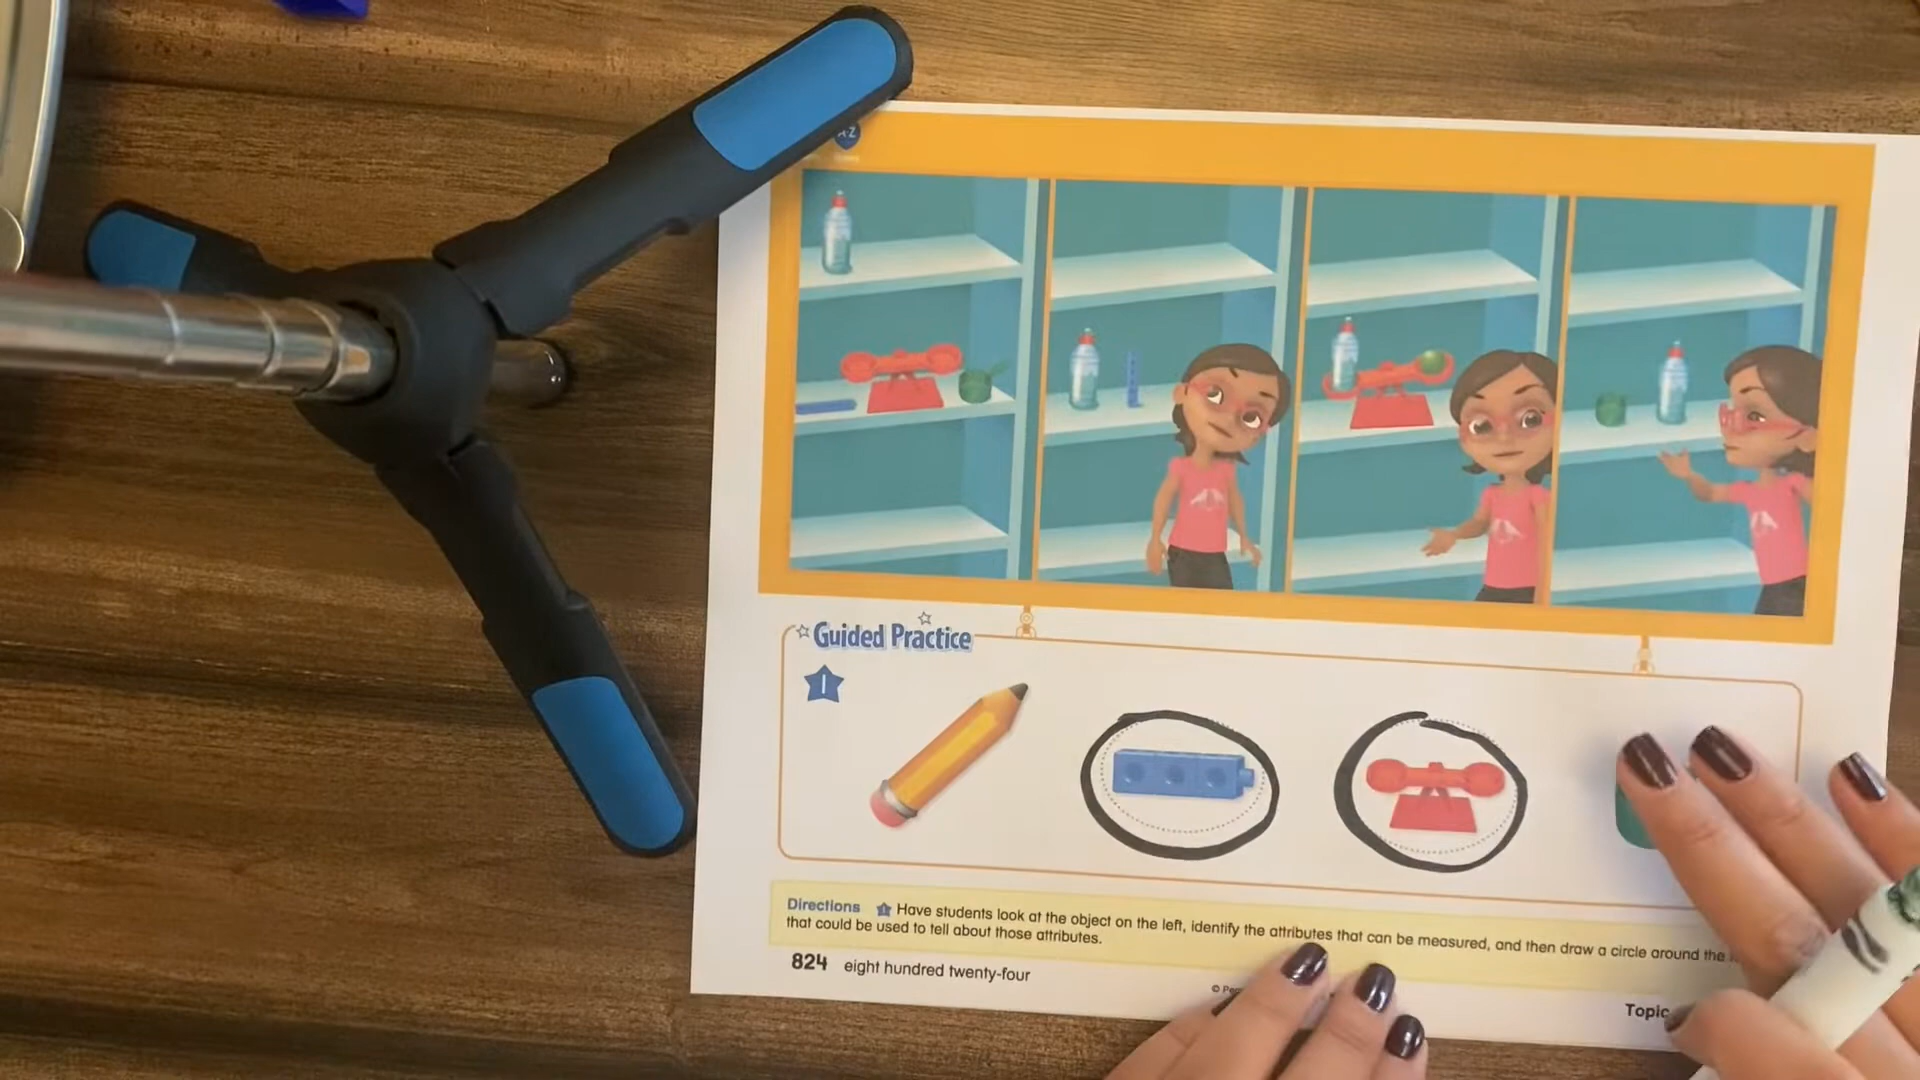 A-Z
Guided Practice
1
Directions 1 Have students look at the object on the left, identify the attributes that can be measured, and then draw a circle around the
that could be used to tell about those attributes.
824 eight hundred twenty-four
Topic